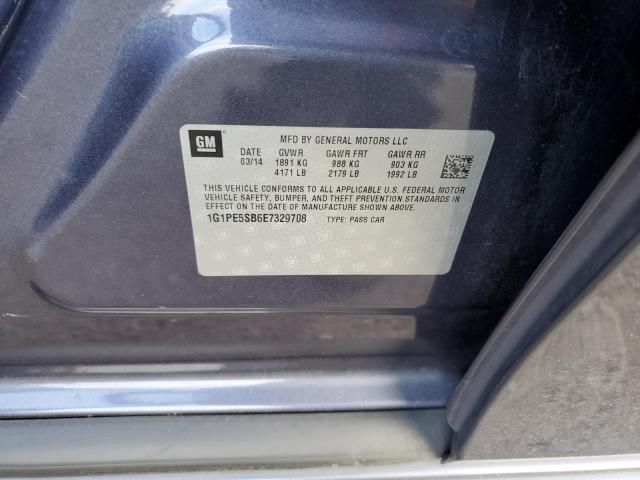 GM
MFD BY GENERAL MOTORS LLC
DATE GVWR GAWR FRT GAWR RR
03/14 1891 KG 988 KG 903 KG
4171 LB 2179 LB 1992 LB
THIS VEHICLE CONFORMS TO ALL APPLICABLE U.S. FEDERAL MOTOR
VEHICLE SAFETY, BUMPER, AND THEFT PREVENTION STANDARDS IN
EFFECT ON THE DATE OF MANUFACTURE SHOWN ABOVE.
1G1PE5SB6E7329708 TYPE: PASS CAR